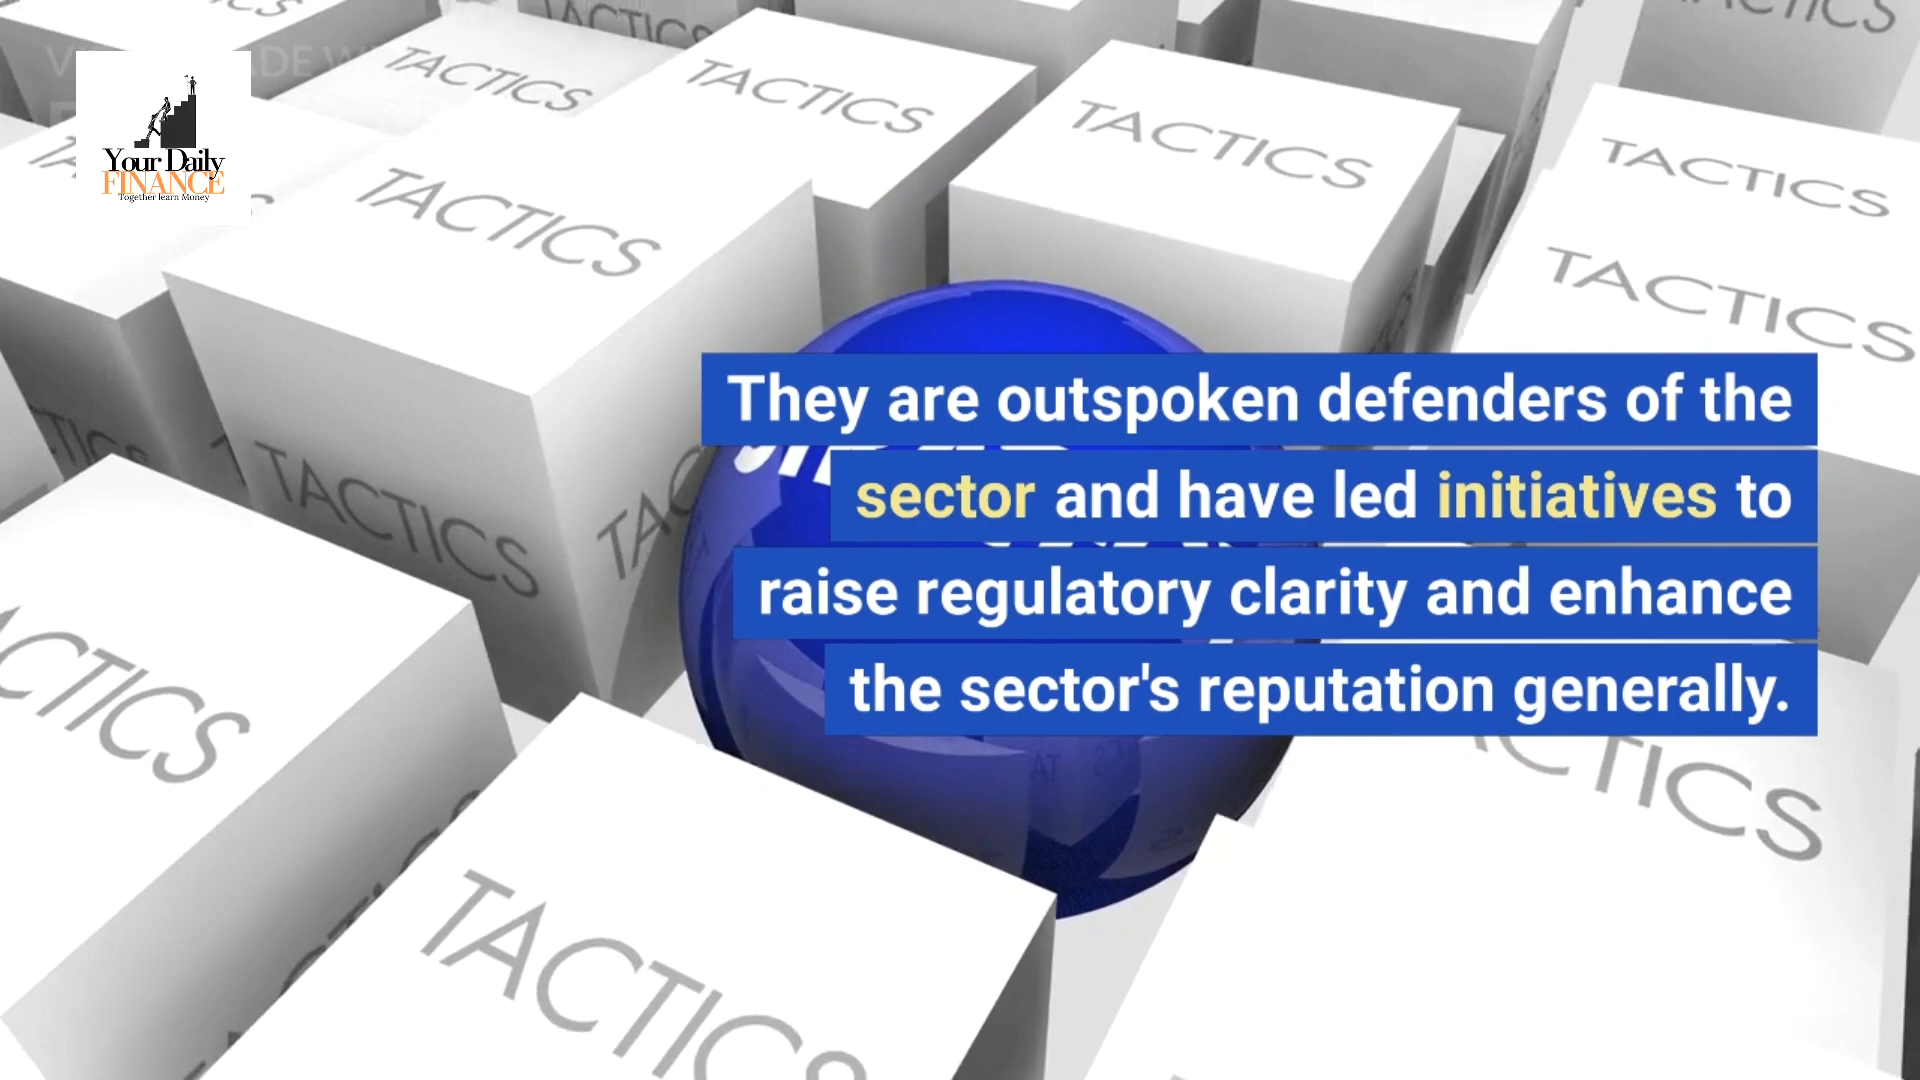 TACTICS
TACTICS
TACTICS
TACTICS
TACTICS
TACTICS
Your Daily
FINANCE
Together learn Money
TACTICS
TACTICS
They are outspoken defenders of the
sector and have led initiatives to
raise regulatory clarity and enhance
the sector's reputation generally.
TACTICS
TACTICS